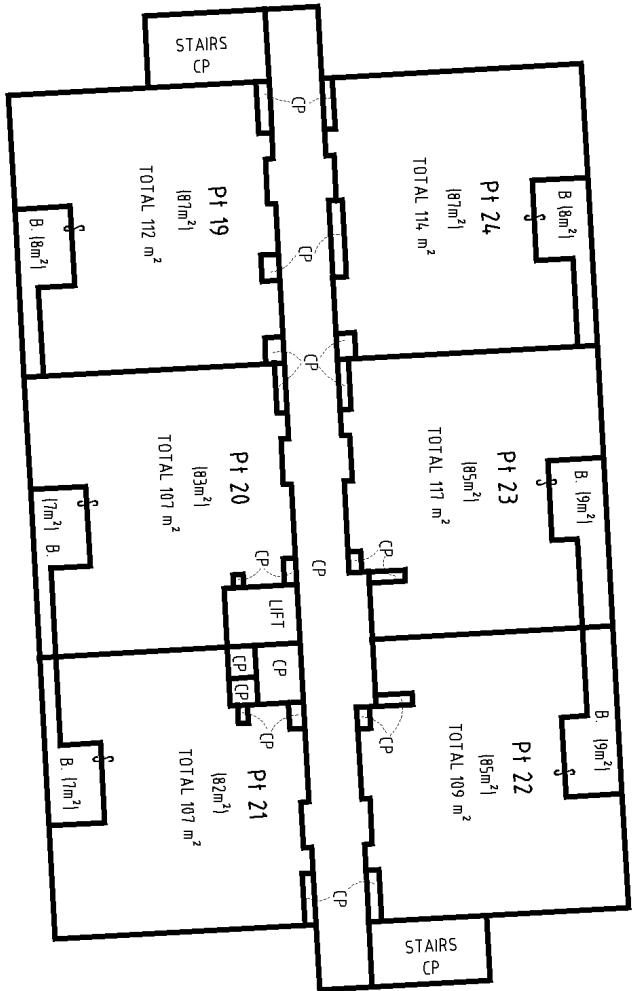 STAIRS
CP
CP
Pt 19
(87m²)
TOTAL 112 m²
B. (8m²)
Pt 24
(87m²)
TOTAL 114 m²
B (8m²)
CP
CP
Pt 20
(83m²)
TOTAL 107 m²
(7m²) B.
Pt 23
(85m²)
TOTAL 117 m²
B. (9m²)
CP
CP
CP
LIFT
CP
CP
CP
CP
CP
Pt 21
(82m²)
TOTAL 107 m²
B. (7m²)
Pt 22
(85m²)
TOTAL 109 m²
B. (9m²)
CP
STAIRS
CP